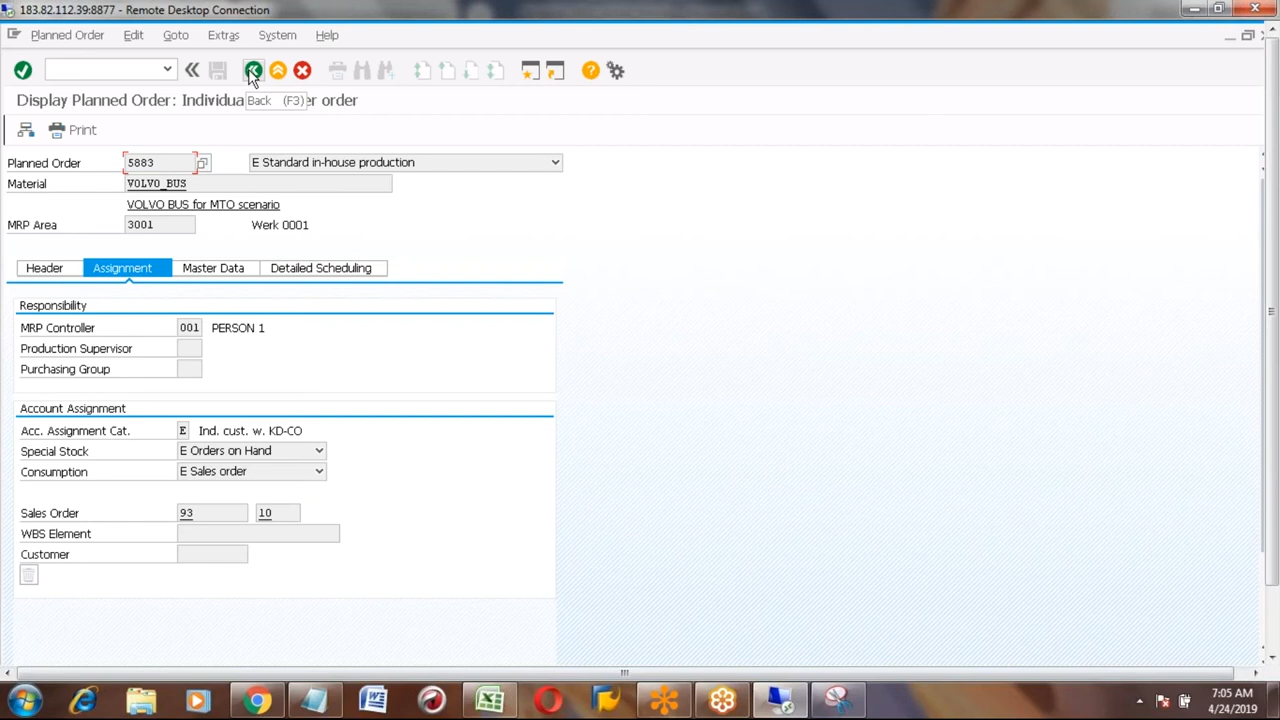 183.82.112.39:8877 - Remote Desktop Connection
Planned Order Edit Goto Extras System Help
Display Planned Order: Individua er order
Back (F3)
Print
Planned Order 5883 E Standard in-house production
Material VOLVO_BUS
VOLVO BUS for MTO scenario
MRP Area 3001 Werk 0001
Header Assignment Master Data Detailed Scheduling
Responsibility
MRP Controller 001 PERSON 1
Production Supervisor
Purchasing Group
Account Assignment
Acc. Assignment Cat. E Ind. cust. w. KD-CO
Special Stock E Orders on Hand
Consumption E Sales order
Sales Order 93 10
WBS Element
Customer
7:05 AM
4/24/2019